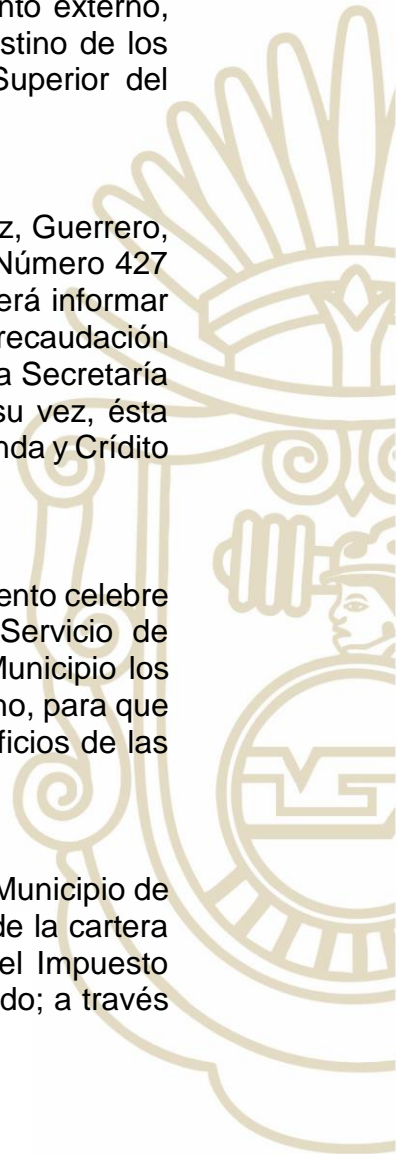 nto externo,
stino de los
Superior del
z, Guerrero,
Número 427
erá informar
recaudación
a Secretaría
su vez, ésta
nda y Crídito
ento celebre
Servicio de
Municipio los
no, para que
ficios de las
Municipio de
de la cartera
el Impuesto
do; a través